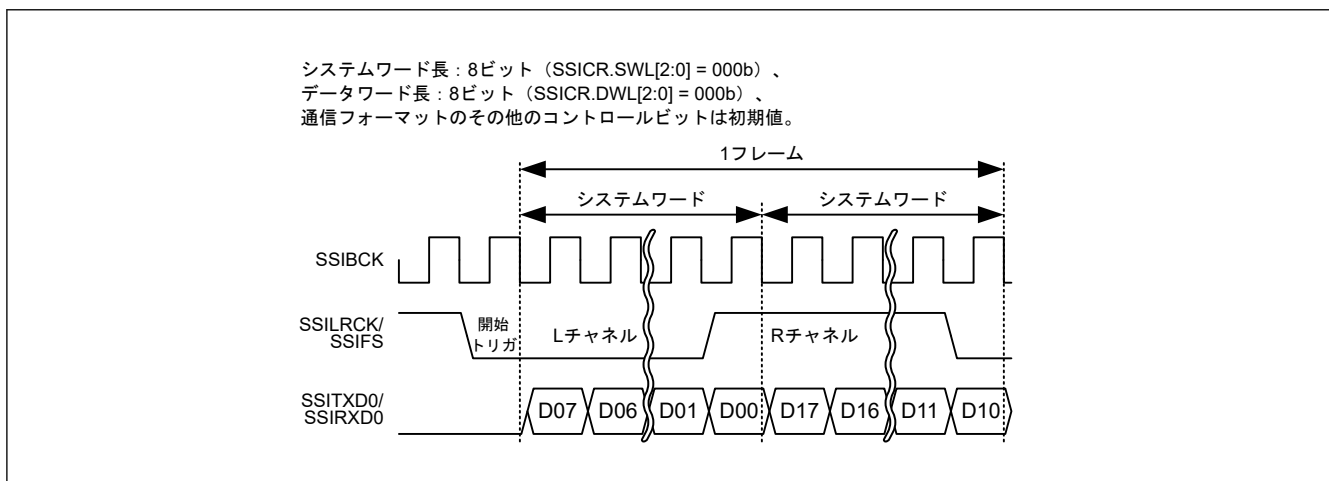 システムワード長：8ビット（SSICR.SWL[2:0] = 000b）、
データワード長：8ビット（SSICR.DWL[2:0] = 000b）、
通信フォーマットのその他のコントロールビットは初期値。
1フレーム
システムワード システムワード
SSIBCK
SSILRCK/
SSIFS
開始
トリガ
Lチャネル Rチャネル
SSITXD0/
SSIRXD0
D07 D06 D01 D00 D17 D16 D11 D10